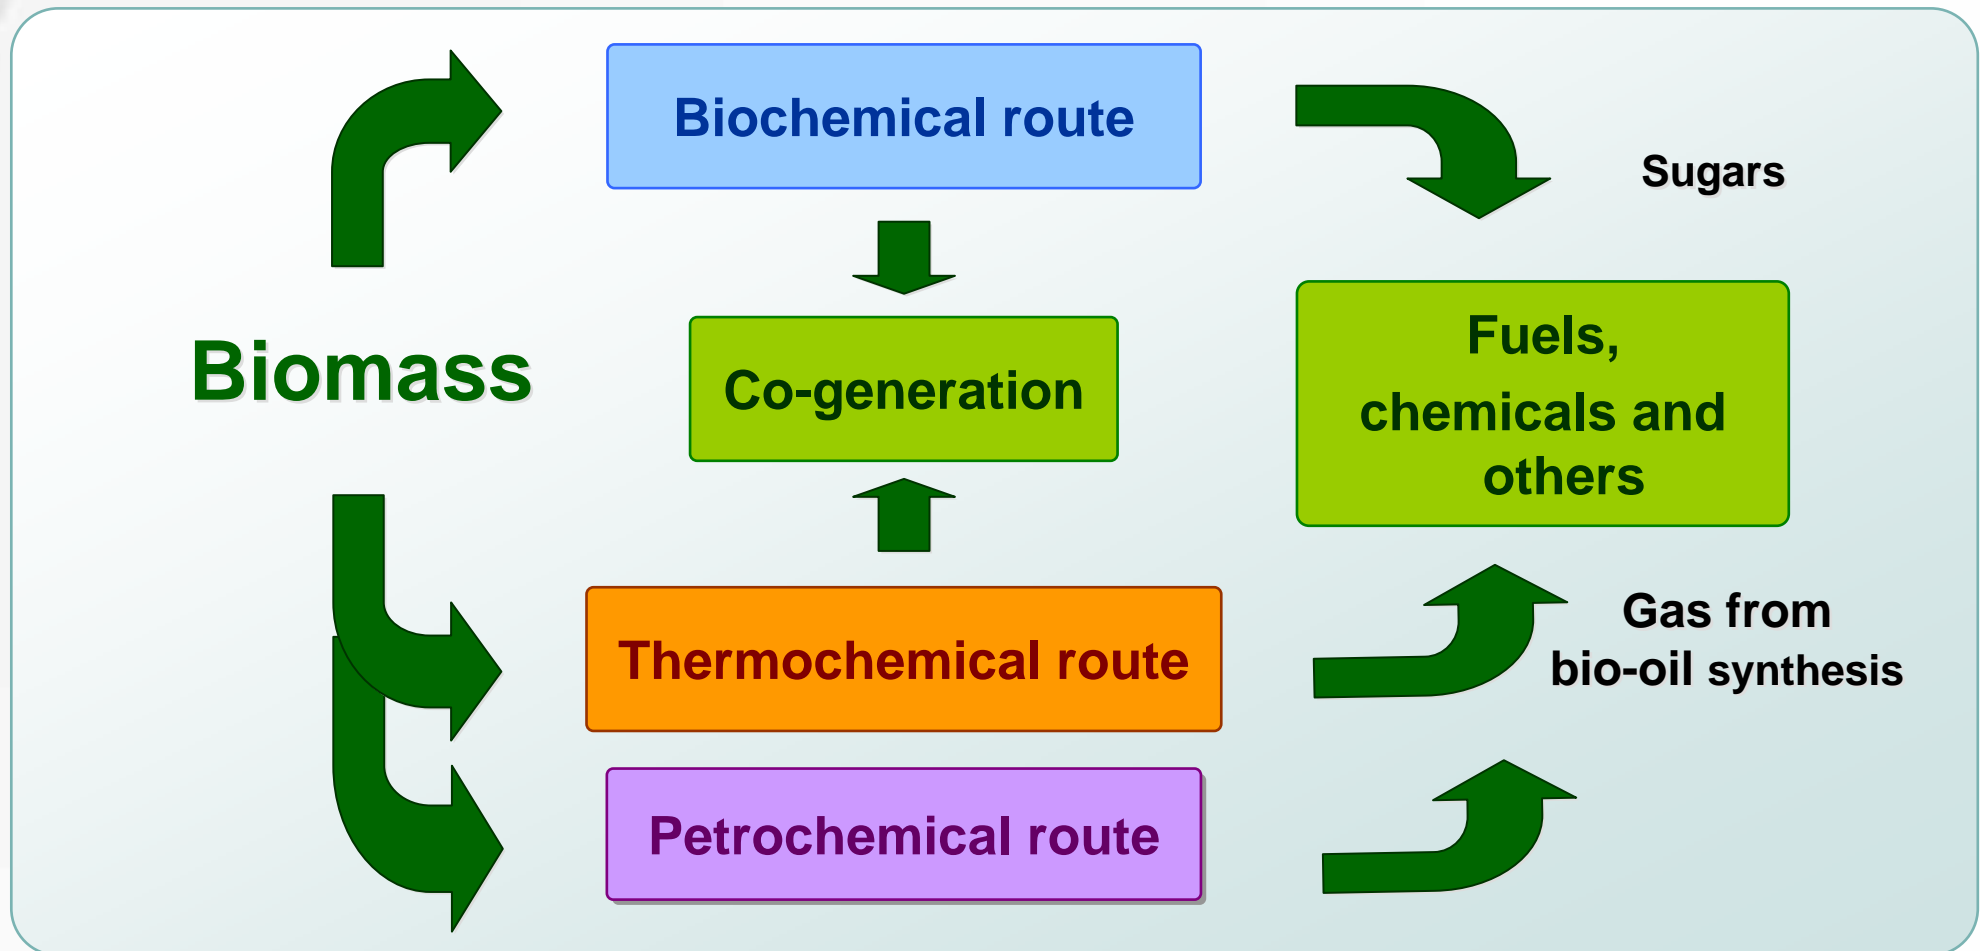 Biochemical route
Sugars
Biomass
Co-generation
Fuels,
chemicals and
others
Thermochemical route
Gas from
bio-oil synthesis
Petrochemical route